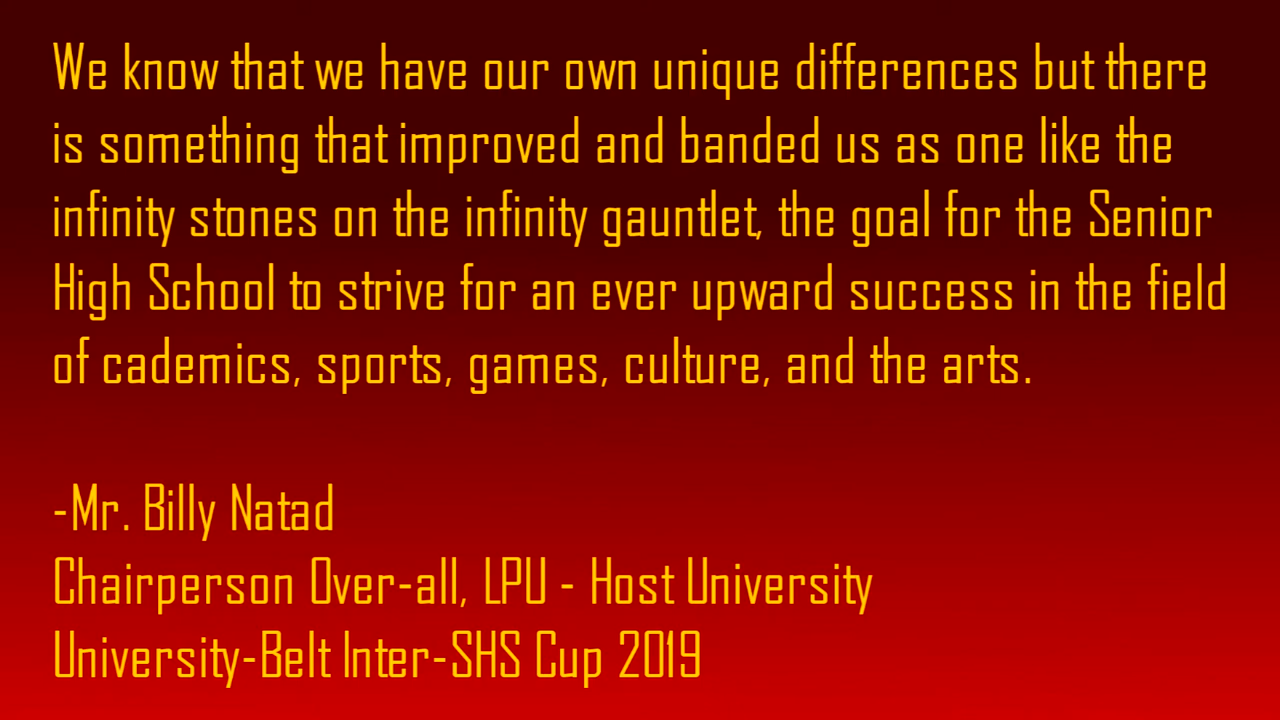 We know that we have our own unique differences but there
is something that improved and banded us as one like the
infinity stones on the infinity gauntlet, the goal for the Senior
High School to strive for an ever upward success in the field
of cademics, sports, games, culture, and the arts.
-Mr. Billy Natad
Chairperson Over-all, LPU - Host University
University-Belt Inter-SHS Cup 2019